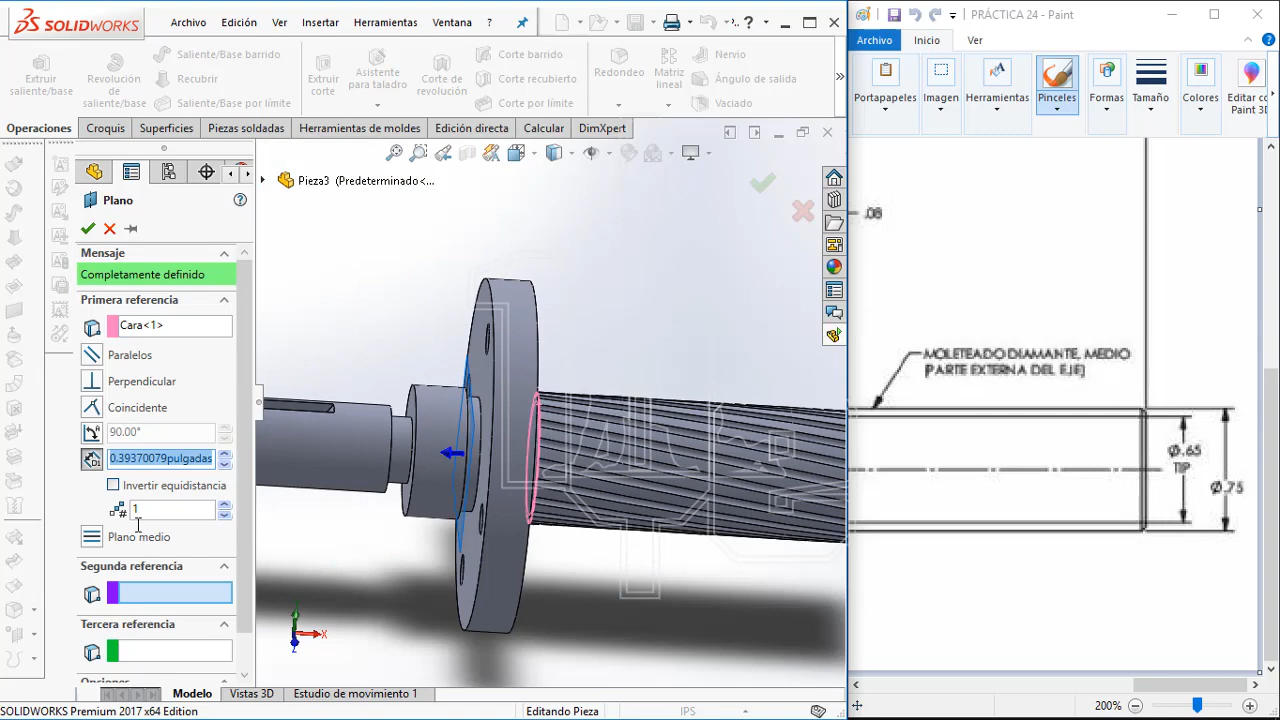 SOLIDWORKS
Archivo Edición Ver Insertar Herramientas Ventana ?
PRÁCTICA 24 - Paint
Archivo Inicio Ver
Extruir saliente/base
Revolución de saliente/base
Saliente/Base barrido
Recubrir
Saliente/Base por límite
Extruir corte
Asistente para taladro
Corte de revolución
Corte barrido
Corte recubierto
Corte por límite
Redondeo
Matriz lineal
Nervio
Ángulo de salida
Vaciado
Portapapeles Imagen Herramientas Pinceles Formas Tamaño Colores Editar co Paint 3D
Operaciones Croquis Superficies Piezas soldadas Herramientas de moldes Edición directa Calcular DimXpert
Pieza3 (Predeterminado<...
Plano
Mensaje
Completamente definido
Primera referencia
Cara<1>
Paralelos
Perpendicular
Coincidente
90.00°
0.39370079pulgadas
Invertir equidistancia
1
Plano medio
Segunda referencia
Tercera referencia
Opciones
.08
MOLETEADO DIAMANTE, MEDIO
[PARTE EXTERNA DEL EJE]
Ø.65
TIP
Ø.75
Y
X
Z
Modelo Vistas 3D Estudio de movimiento 1
SOLIDWORKS Premium 2017 x64 Edition Editando Pieza IPS
200%